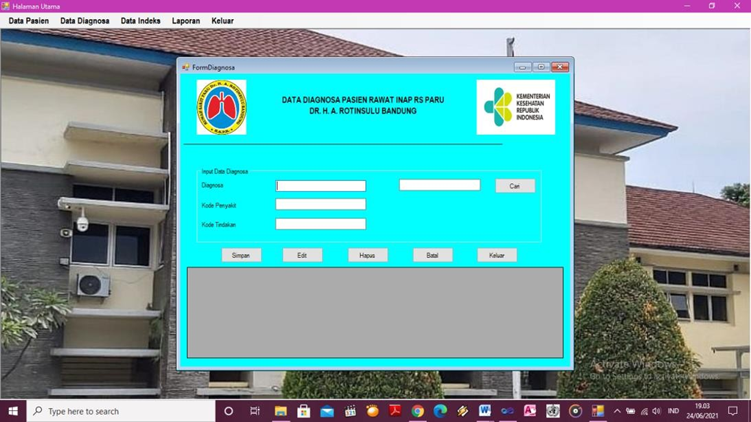 Halaman Utama
Data Pasien Data Diagnosa Data Indeks Laporan Keluar
FormDiagnosa
DATA DIAGNOSA PASIEN RAWAT INAP RS PARU
DR. H. A. ROTINSULU BANDUNG
KEMENTERIAN
KESEHATAN
REPUBLIK
INDONESIA
Input Data Diagnosa
Diagnosa
Cari
Kode Penyakit
Kode Tindakan
Simpan Edit Hapus Batal Keluar
Activate Windows
Go to Settings to activate Windows.
Type here to search
IND
19.03
24/06/2021